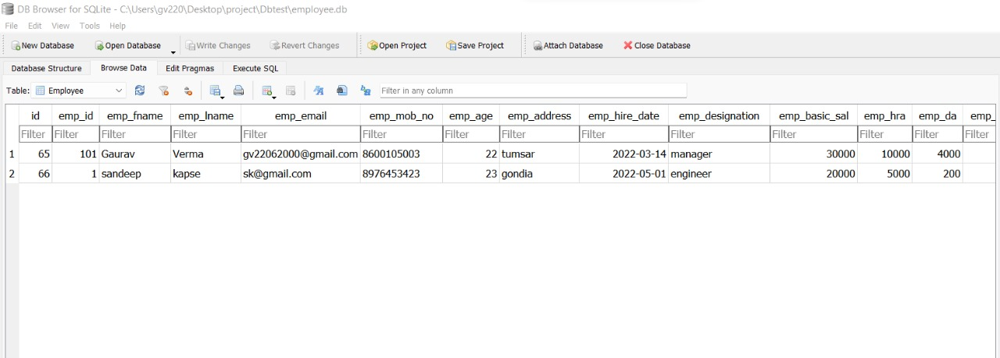 DB Browser for SQLite - C:\Users\gv220\Desktop\project\Dbtest\employee.db
File Edit View Tools Help
New Database Open Database Write Changes Revert Changes Open Project Save Project Attach Database Close Database
Database Structure Browse Data Edit Pragmas Execute SQL
Table: Employee Filter in any column
id emp_id emp_fname emp_lname emp_email emp_mob_no emp_age emp_address emp_hire_date emp_designation emp_basic_sal emp_hra emp_da emp_
Filter Filter Filter Filter Filter Filter Filter Filter Filter Filter Filter Filter Filter Filter
1 65 101 Gaurav Verma gv22062000@gmail.com 8600105003 22 tumsar 2022-03-14 manager 30000 10000 4000
2 66 1 sandeep kapse sk@gmail.com 8976453423 23 gondia 2022-05-01 engineer 20000 5000 200